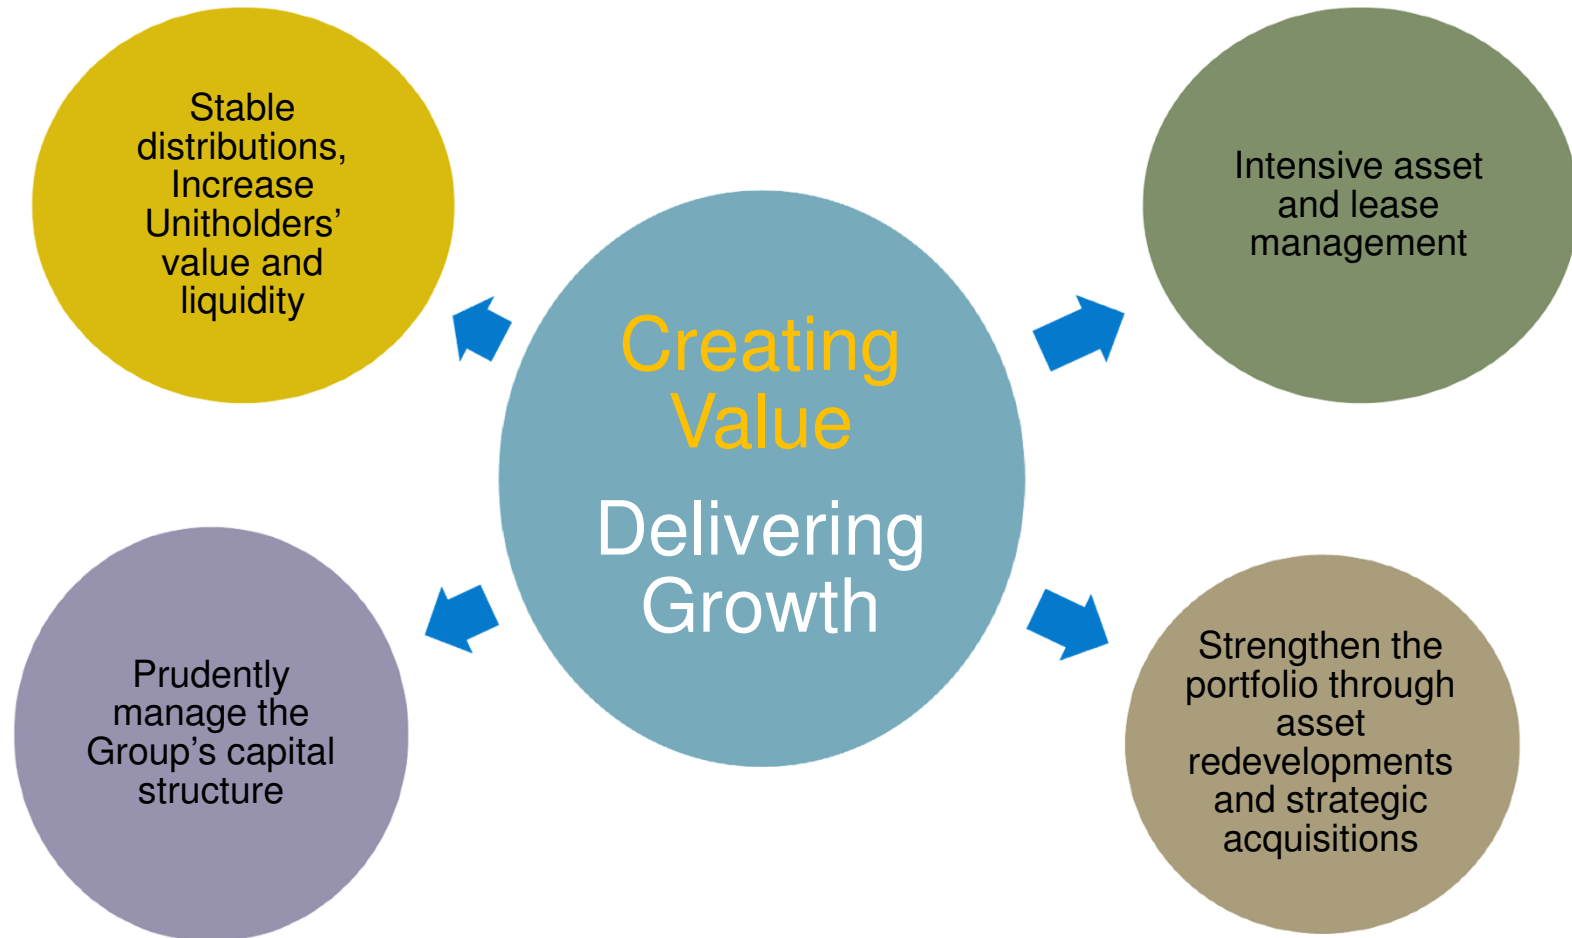 Stable
distributions,
Increase
Unitholders’
value and
liquidity
Intensive asset
and lease
management
Creating
Value
Delivering
Growth
Prudently
manage the
Group’s capital
structure
Strengthen the
portfolio through
asset
redevelopments
and strategic
acquisitions